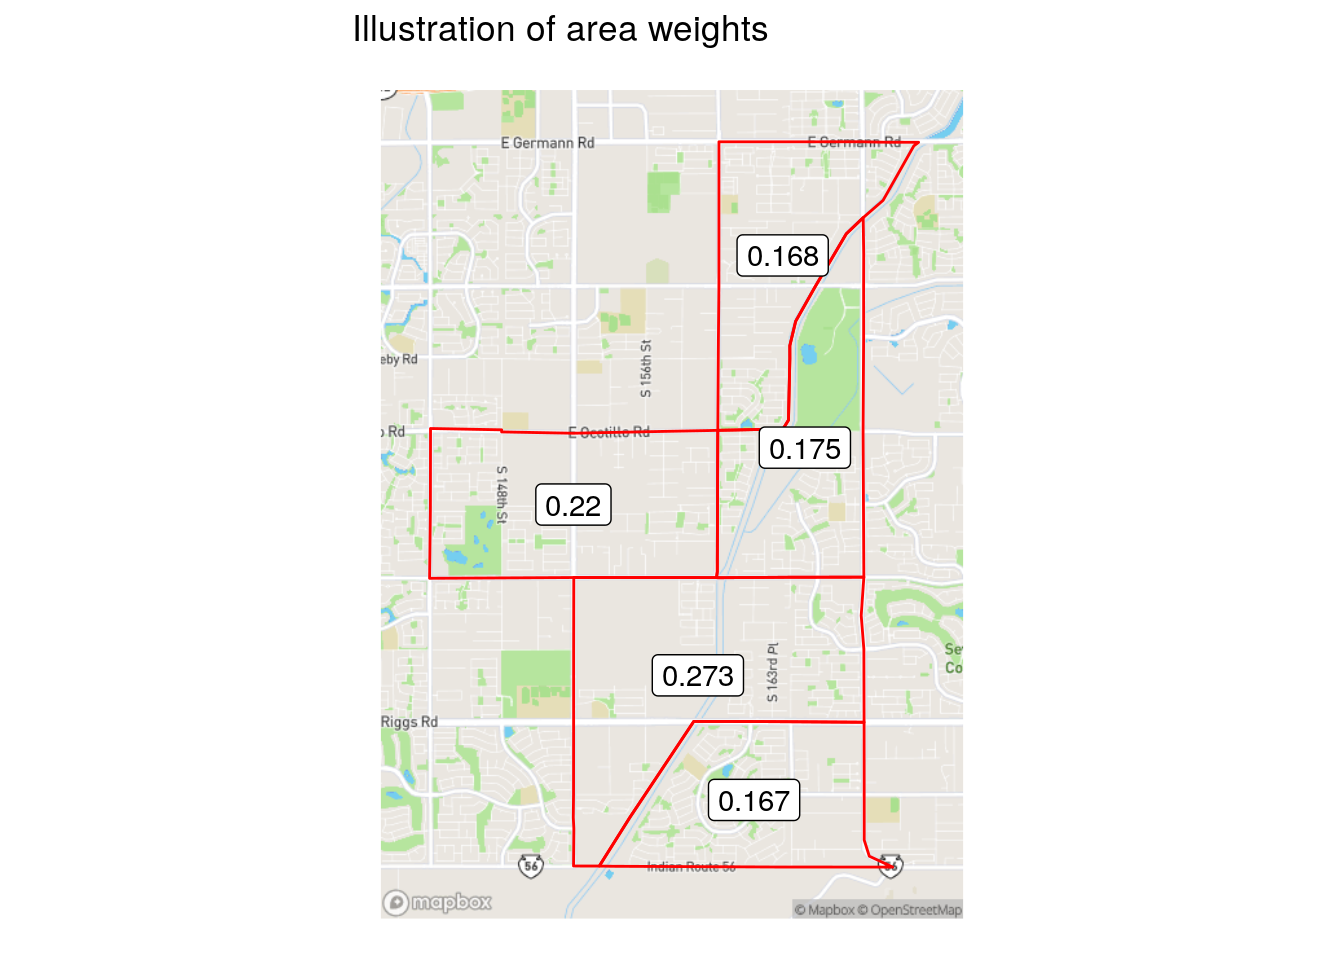 Illustration of area weights
E Germann Rd
E Germann Rd
0.168
S 156th St
eby Rd
o Rd
E Ocotillo Rd
0.175
S 148th St
0.22
S 163rd Pl
Se
Co
0.273
Riggs Rd
0.167
56
Indian Route 56
56
mapbox
© Mapbox © OpenStreetMap